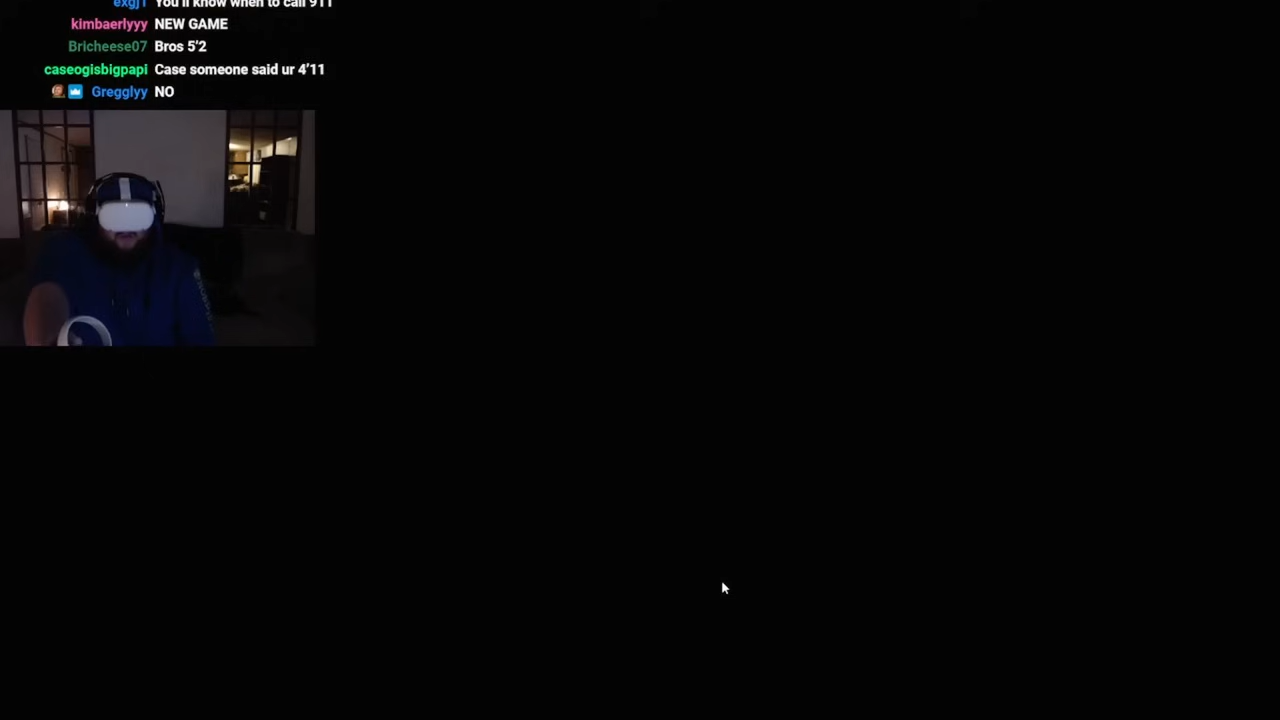 exgj1 You'll know when to call 911
kimbaerlyyy NEW GAME
Bricheese07 Bros 5'2
caseogisbigpapi Case someone said ur 4'11
Gregglyy NO